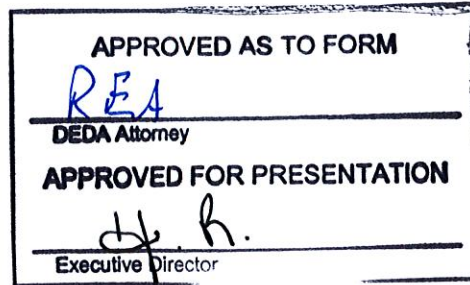 APPROVED AS TO FORM
REA
DEDA Attorney
APPROVED FOR PRESENTATION
Executive Director